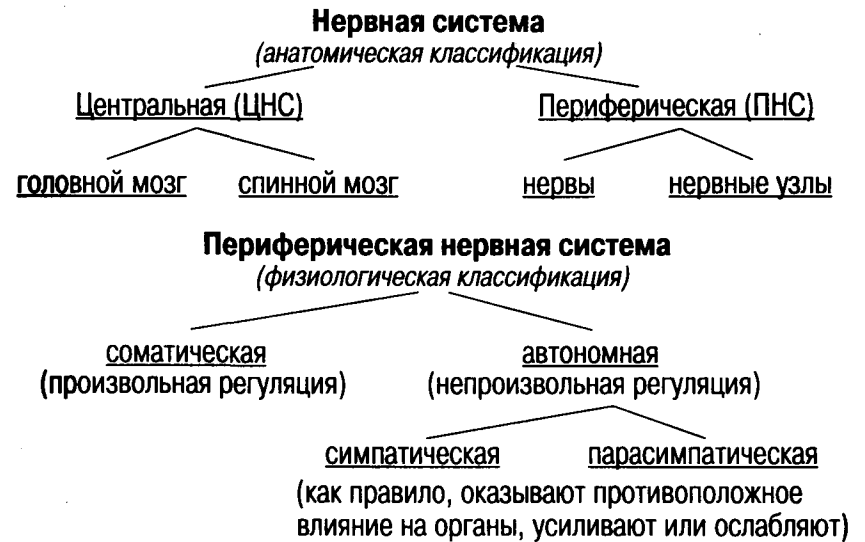 Нервная система
(анатомическая классификация)
Центральная (ЦНС) Периферическая (ПНС)
головной мозг спинной мозг нервы нервные узлы
Периферическая нервная система
(физиологическая классификация)
соматическая автономная
(произвольная регуляция) (непроизвольная регуляция)
симпатическая парасимпатическая
(как правило, оказывают противоположное
влияние на органы, усиливают или ослабляют)